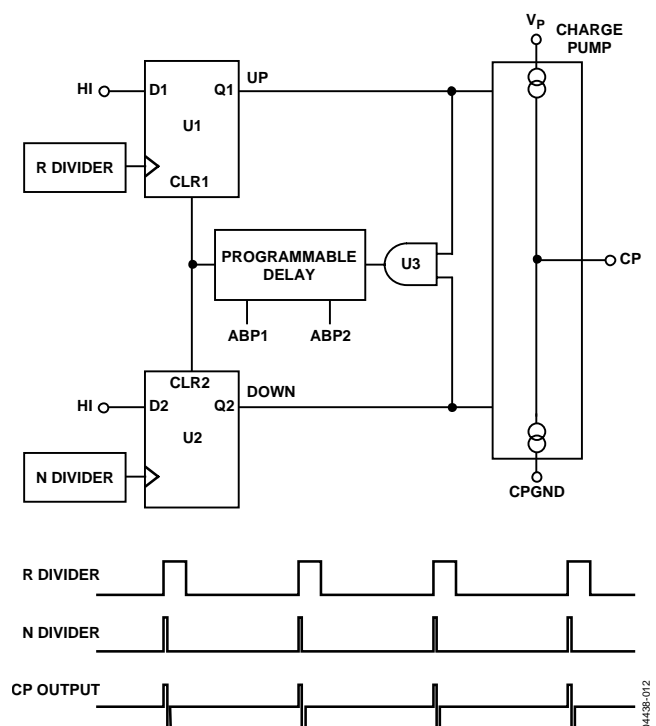 VP
CHARGE
PUMP
HI
D1
Q1
UP
U1
R DIVIDER
CLR1
PROGRAMMABLE
DELAY
U3
CP
ABP1
ABP2
CLR2
DOWN
HI
D2
Q2
U2
N DIVIDER
CPGND
R DIVIDER
N DIVIDER
CP OUTPUT
04438-012